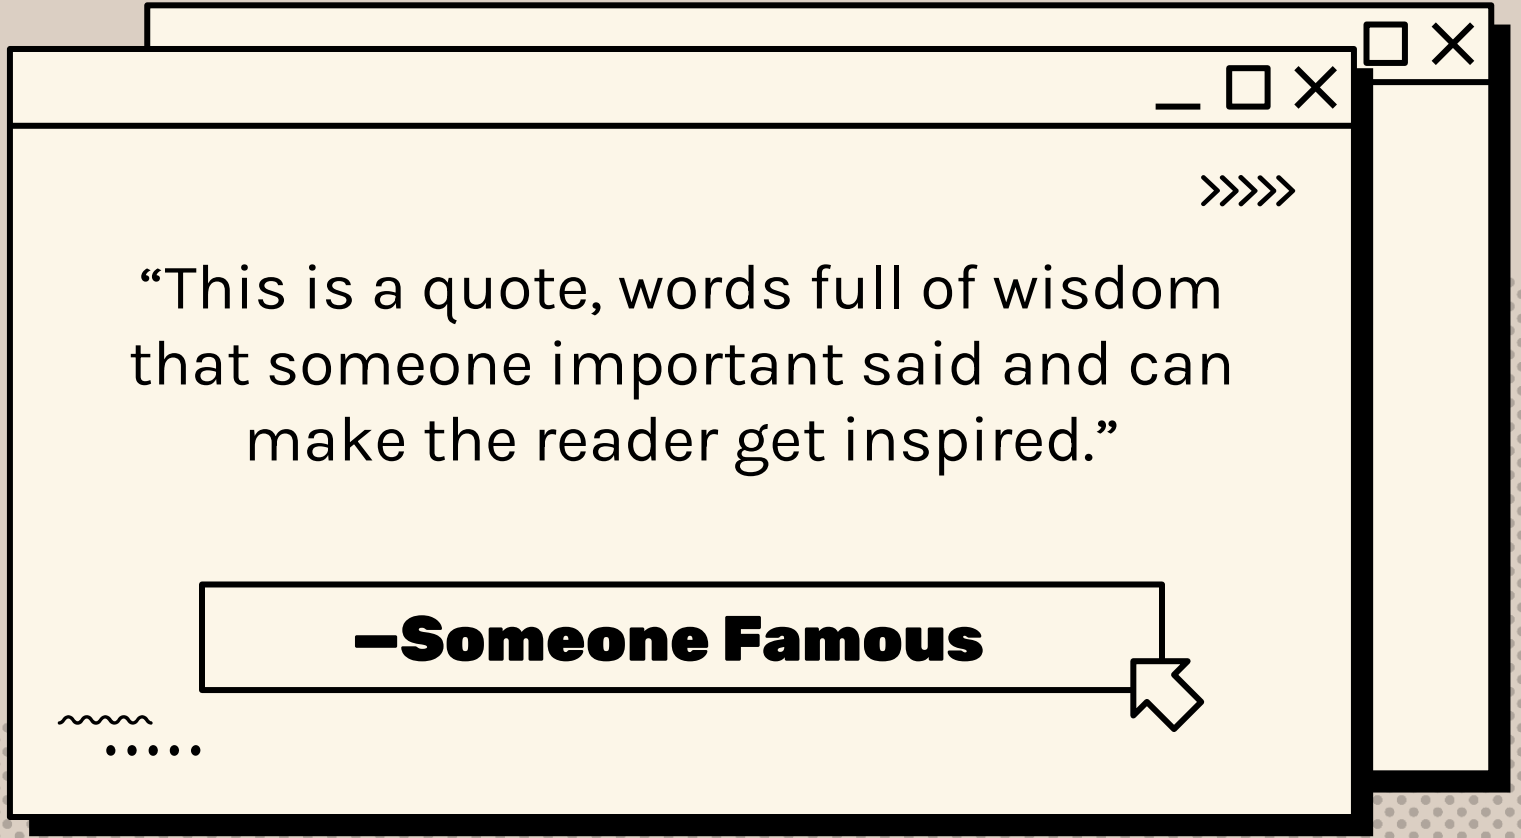 “This is a quote, words full of wisdom
that someone important said and can
make the reader get inspired.”
—Someone Famous